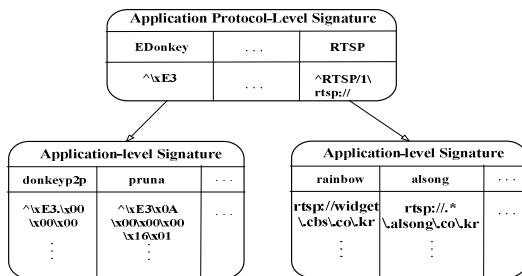 Application Protocol-Level Signature
EDonkey ... RTSP
^\xE3 ... ^RTSP/1\
rtsp://
Application-level Signature
donkeyp2p pruna ...
^\xE3.\x00
\x00\x00
^\xE3\x0A
\x00\x00\x00
\x16\x01
...
Application-level Signature
rainbow alsong ...
rtsp://widget
\.cbs\.co\.kr
rtsp://.*
\.alsong\.co\.kr
...